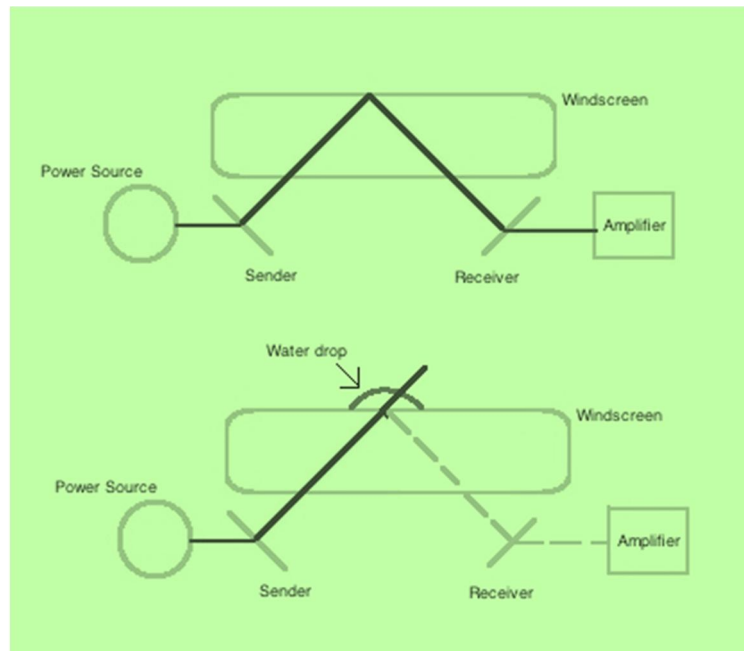 Windscreen
Power Source
Amplifier
Sender
Receiver
Water drop
Windscreen
Power Source
Amplifier
Sender
Receiver